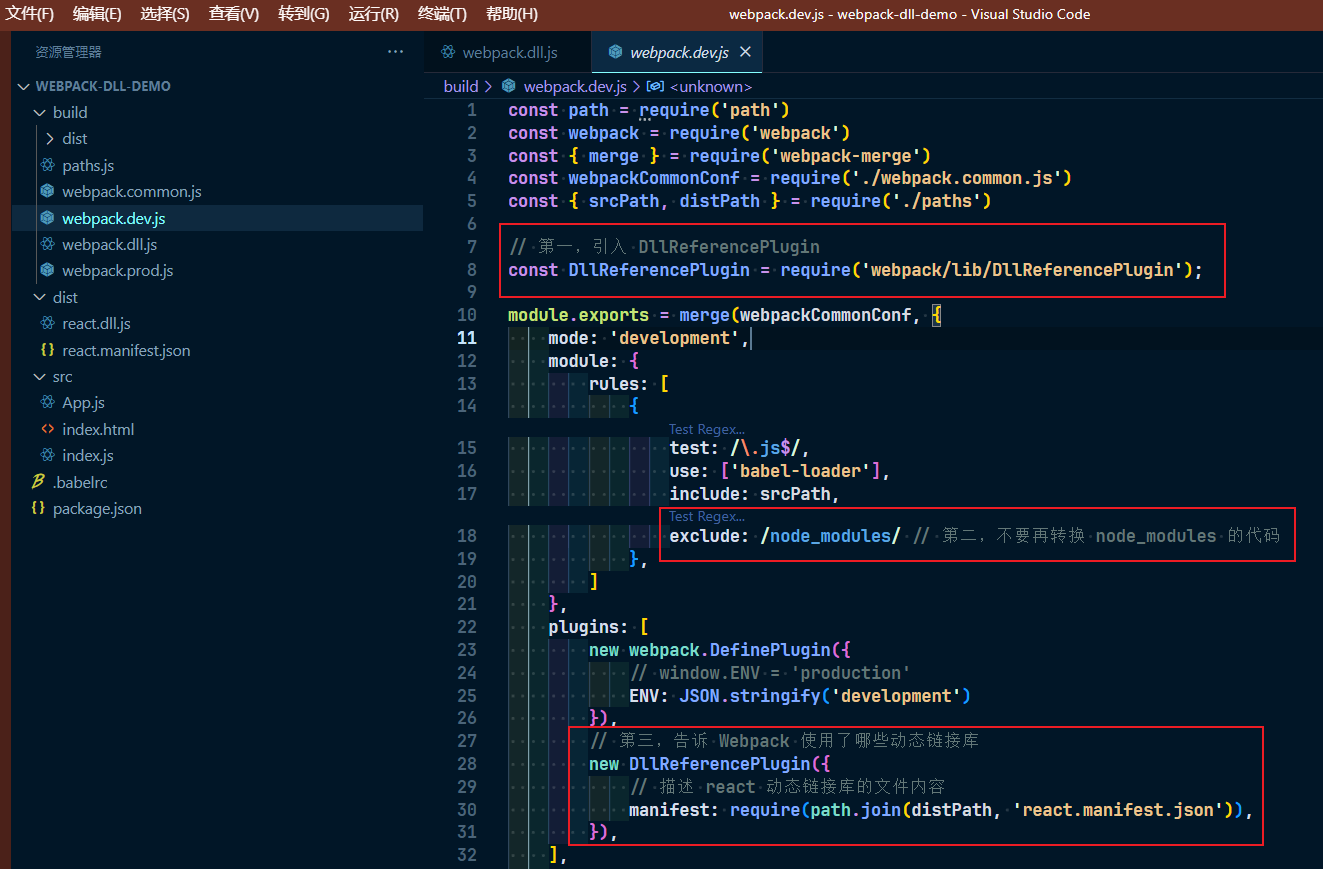 文件(F) 编辑(E) 选择(S) 查看(V) 转到(G) 运行(R) 终端(T) 帮助(H) webpack.dev.js - webpack-dll-demo - Visual Studio Code
资源管理器 ···
WEBPACK-DLL-DEMO
build
dist
paths.js
webpack.common.js
webpack.dev.js
webpack.dll.js
webpack.prod.js
dist
react.dll.js
react.manifest.json
src
App.js
index.html
index.js
.babelrc
package.json
webpack.dll.js webpack.dev.js
build > webpack.dev.js > <unknown>
1 const path = require('path')
2 const webpack = require('webpack')
3 const { merge } = require('webpack-merge')
4 const webpackCommonConf = require('./webpack.common.js')
5 const { srcPath, distPath } = require('./paths')
6
7 // 第一，引入 DllReferencePlugin
8 const DllReferencePlugin = require('webpack/lib/DllReferencePlugin');
9
10 module.exports = merge(webpackCommonConf, {
11 mode: 'development',
12 module: {
13 rules: [
14 {
Test Regex...
15 test: /\.js$/,
16 use: ['babel-loader'],
17 include: srcPath,
Test Regex...
18 exclude: /node_modules/ // 第二，不要再转换 node_modules 的代码
19 },
20 ]
21 },
22 plugins: [
23 new webpack.DefinePlugin({
24 // window.ENV = 'production'
25 ENV: JSON.stringify('development')
26 }),
27 // 第三，告诉 Webpack 使用了哪些动态链接库
28 new DllReferencePlugin({
29 // 描述 react 动态链接库的文件内容
30 manifest: require(path.join(distPath, 'react.manifest.json')),
31 }),
32 ],